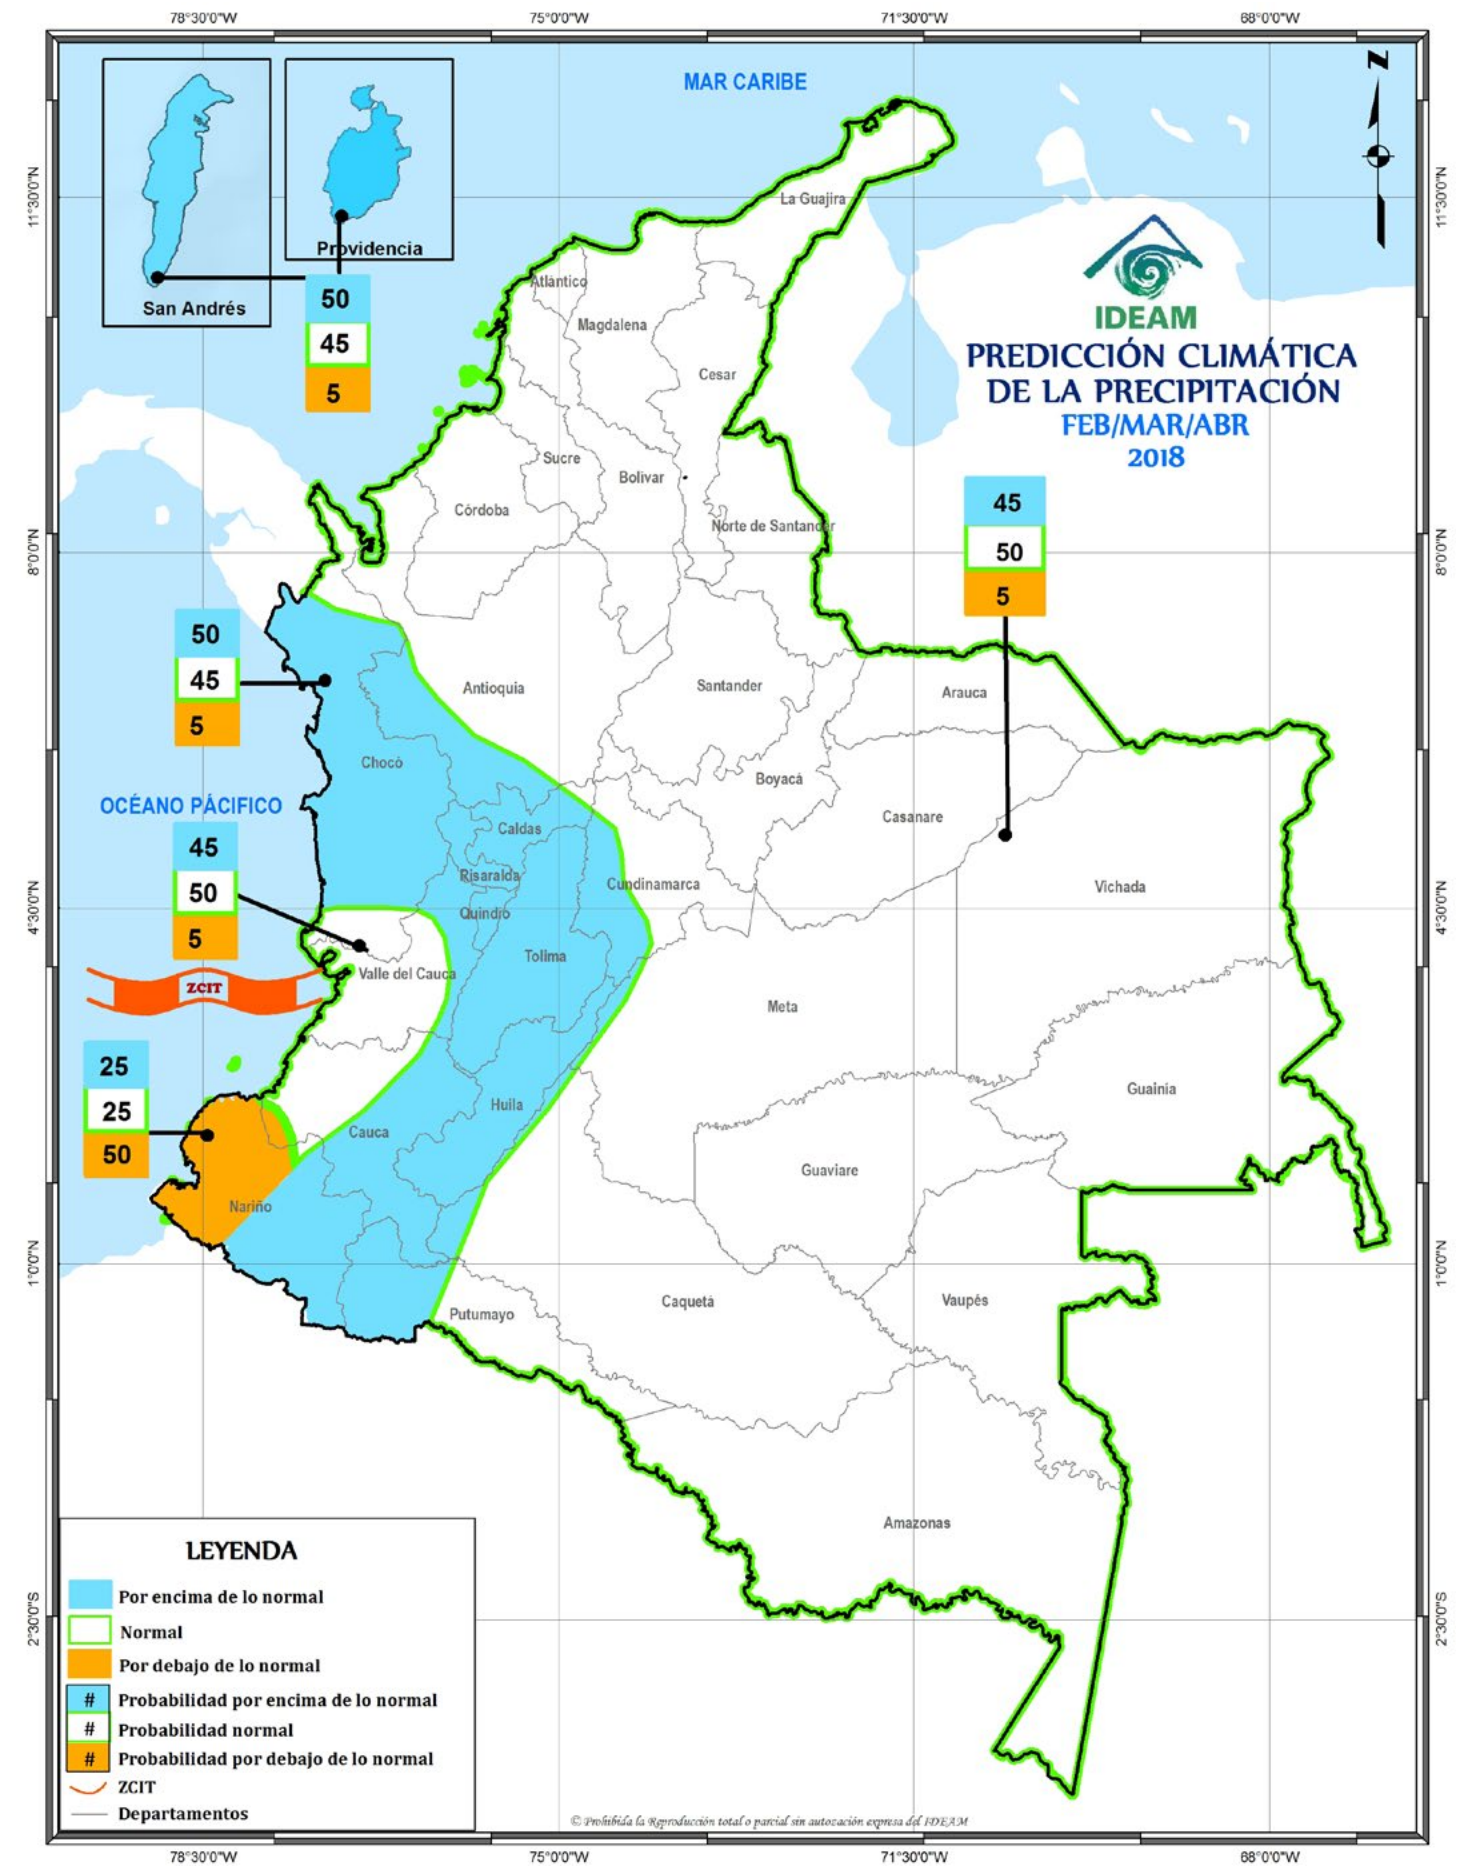 78°30'0"W
75°0'0"W
71°30'0"W
68°0'0"W
MAR CARIBE
N
11°30'0"N
11°30'0"N
La Guajira
Providencia
San Andrés
50
45
5
Atlántico
Magdalena
Cesar
IDEAM
PREDICCIÓN CLIMÁTICA
DE LA PRECIPITACIÓN
FEB/MAR/ABR
2018
Sucre
Bolívar
Córdoba
Norte de Santander
45
50
5
8°0'0"N
8°0'0"N
50
45
5
Antioquia
Santander
Arauca
Chocó
Boyacá
OCÉANO PÁCIFICO
Casanare
Caldas
45
50
5
Risaralda
Cundinamarca
Vichada
Quindío
4°30'0"N
4°30'0"N
Tolima
Valle del Cauca
ZCIT
Meta
25
25
50
Guainía
Huila
Cauca
Guaviare
Nariño
1°0'0"N
1°0'0"N
Caquetá
Vaupés
Putumayo
Amazonas
2°30'0"S
2°30'0"S
LEYENDA
Por encima de lo normal
Normal
Por debajo de lo normal
# Probabilidad por encima de lo normal
# Probabilidad normal
# Probabilidad por debajo de lo normal
ZCIT
Departamentos
© Prohibida la Reproducción total o parcial sin autozación expresa del IDEAM
78°30'0"W
75°0'0"W
71°30'0"W
68°0'0"W